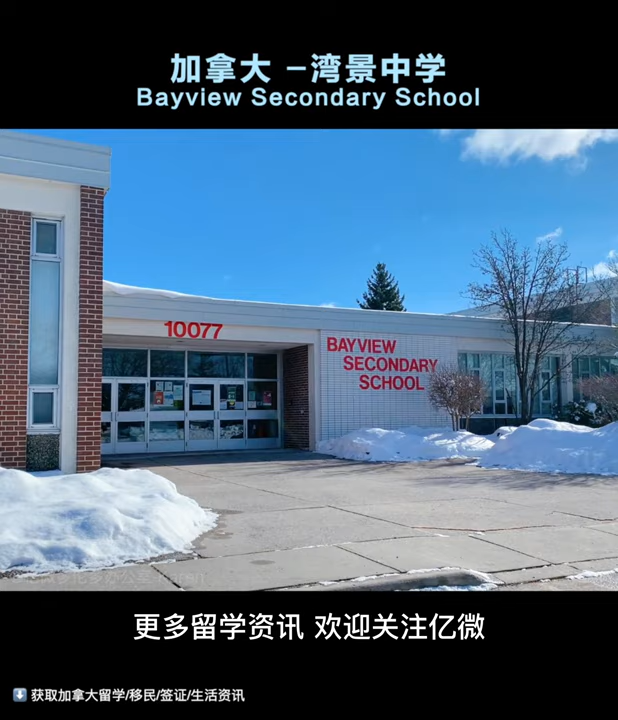 加拿大 –湾景中学
Bayview Secondary School
10077
BAYVIEW
SECONDARY
SCHOOL
更多留学资讯 欢迎关注亿微
⬇️ 获取加拿大留学/移民/签证/生活资讯